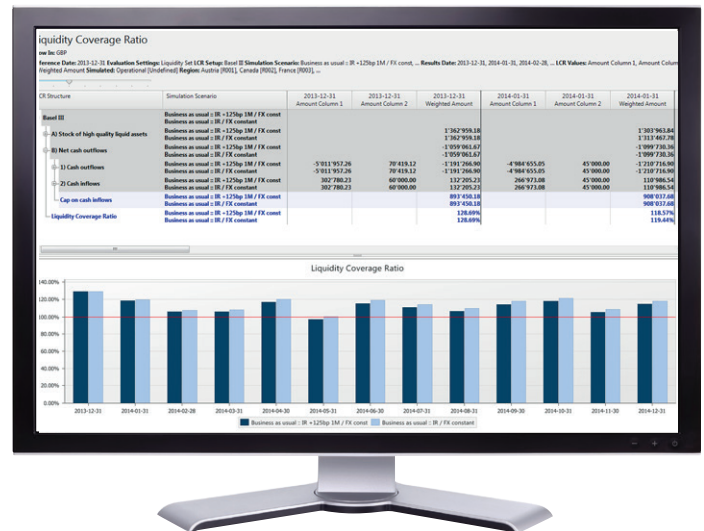 iquidity Coverage Ratio
ow In: GBP
ference Date: 2013-12-31 Evaluation Settings: Liquidity Set LCR Setup: Basel III Simulation Scenario: Business as usual :: IR +125bp 1M / FX const, ... Results Date: 2013-12-31, 2014-01-31, 2014-02-28, ... LCR Values: Amount Column 1, Amount Colum
Weighted Amount Simulated: Operational [Undefined] Region: Austria [R001], Canada [R002], Fran
ce [R003], ...
CR Structure Simulation Scenario 2013-12-31 Amount Column 1 2013-12-31 Amount Column 2 2013-12-31 Weighted Amount 2014-01-31 Amount Column 1 2014-01-31 Amount Column 2 2014-01-31 Weighted Amount
Basel III Business as usual :: IR +125bp 1M / FX const
Business as usual :: IR / FX constant
A) Stock of high quality liquid assets Business as usual :: IR +125bp 1M / FX const 1'362'959.18 1'303'963.84
Business as usual :: IR / FX constant 1'362'959.18 1'313'467.78
B) Net cash outflows Business as usual :: IR +125bp 1M / FX const -1'059'061.67 -1'099'730.36
Business as usual :: IR / FX constant -1'059'061.67 -1'099'730.36
1) Cash outflows Business as usual :: IR +125bp 1M / FX const -5'011'957.26 70'419.12 -1'191'266.90 -4'984'655.05 45'000.00 -1'210'716.90
Business as usual :: IR / FX constant -5'011'957.26 70'419.12 -1'191'266.90 -4'984'655.05 45'000.00 -1'210'716.90
2) Cash inflows Business as usual :: IR +125bp 1M / FX const 302'780.23 60'000.00 132'205.23 266'973.08 45'000.00 110'986.54
Business as usual :: IR / FX constant 302'780.23 60'000.00 132'205.23 266'973.08 45'000.00 110'986.54
Cap on cash inflows Business as usual :: IR +125bp 1M / FX const 893'450.18 908'037.68
Business as usual :: IR / FX constant 893'450.18 908'037.68
Liquidity Coverage Ratio Business as usual :: IR +125bp 1M / FX const 128.69% 118.57%
Business as usual :: IR / FX constant 128.69% 119.44%
Liquidity Coverage Ratio
140.00%
120.00%
100.00%
80.00%
60.00%
40.00%
20.00%
0.00%
2013-12-31 2014-01-31 2014-02-28 2014-03-31 2014-04-30 2014-05-31 2014-06-30 2014-07-31 2014-08-31 2014-09-30 2014-10-31 2014-11-30 2014-12-31
Business as usual :: IR +125bp 1M / FX const Business as usual :: IR / FX constant